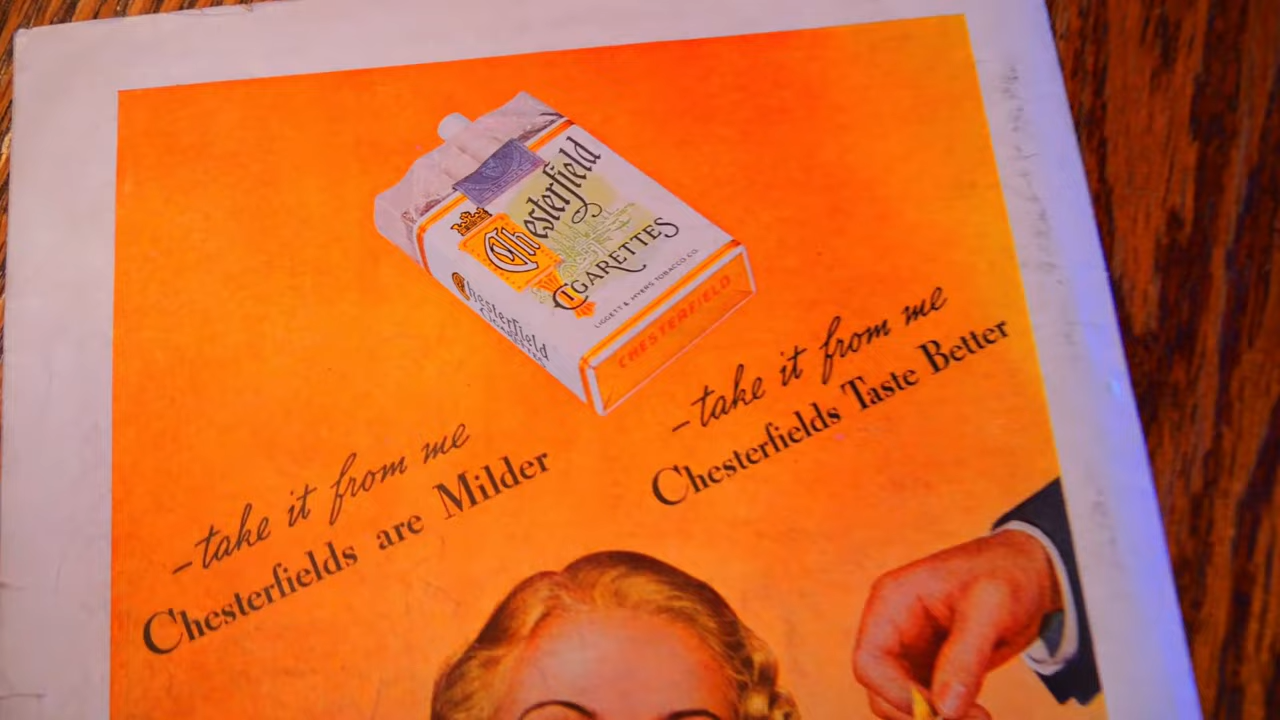 Chesterfield
CIGARETTES
LIGGETT & MYERS TOBACCO CO.
Chesterfield
CIGARETTES
CHESTERFIELD
–take it from me
Chesterfields Taste Better
–take it from me
Chesterfields are Milder